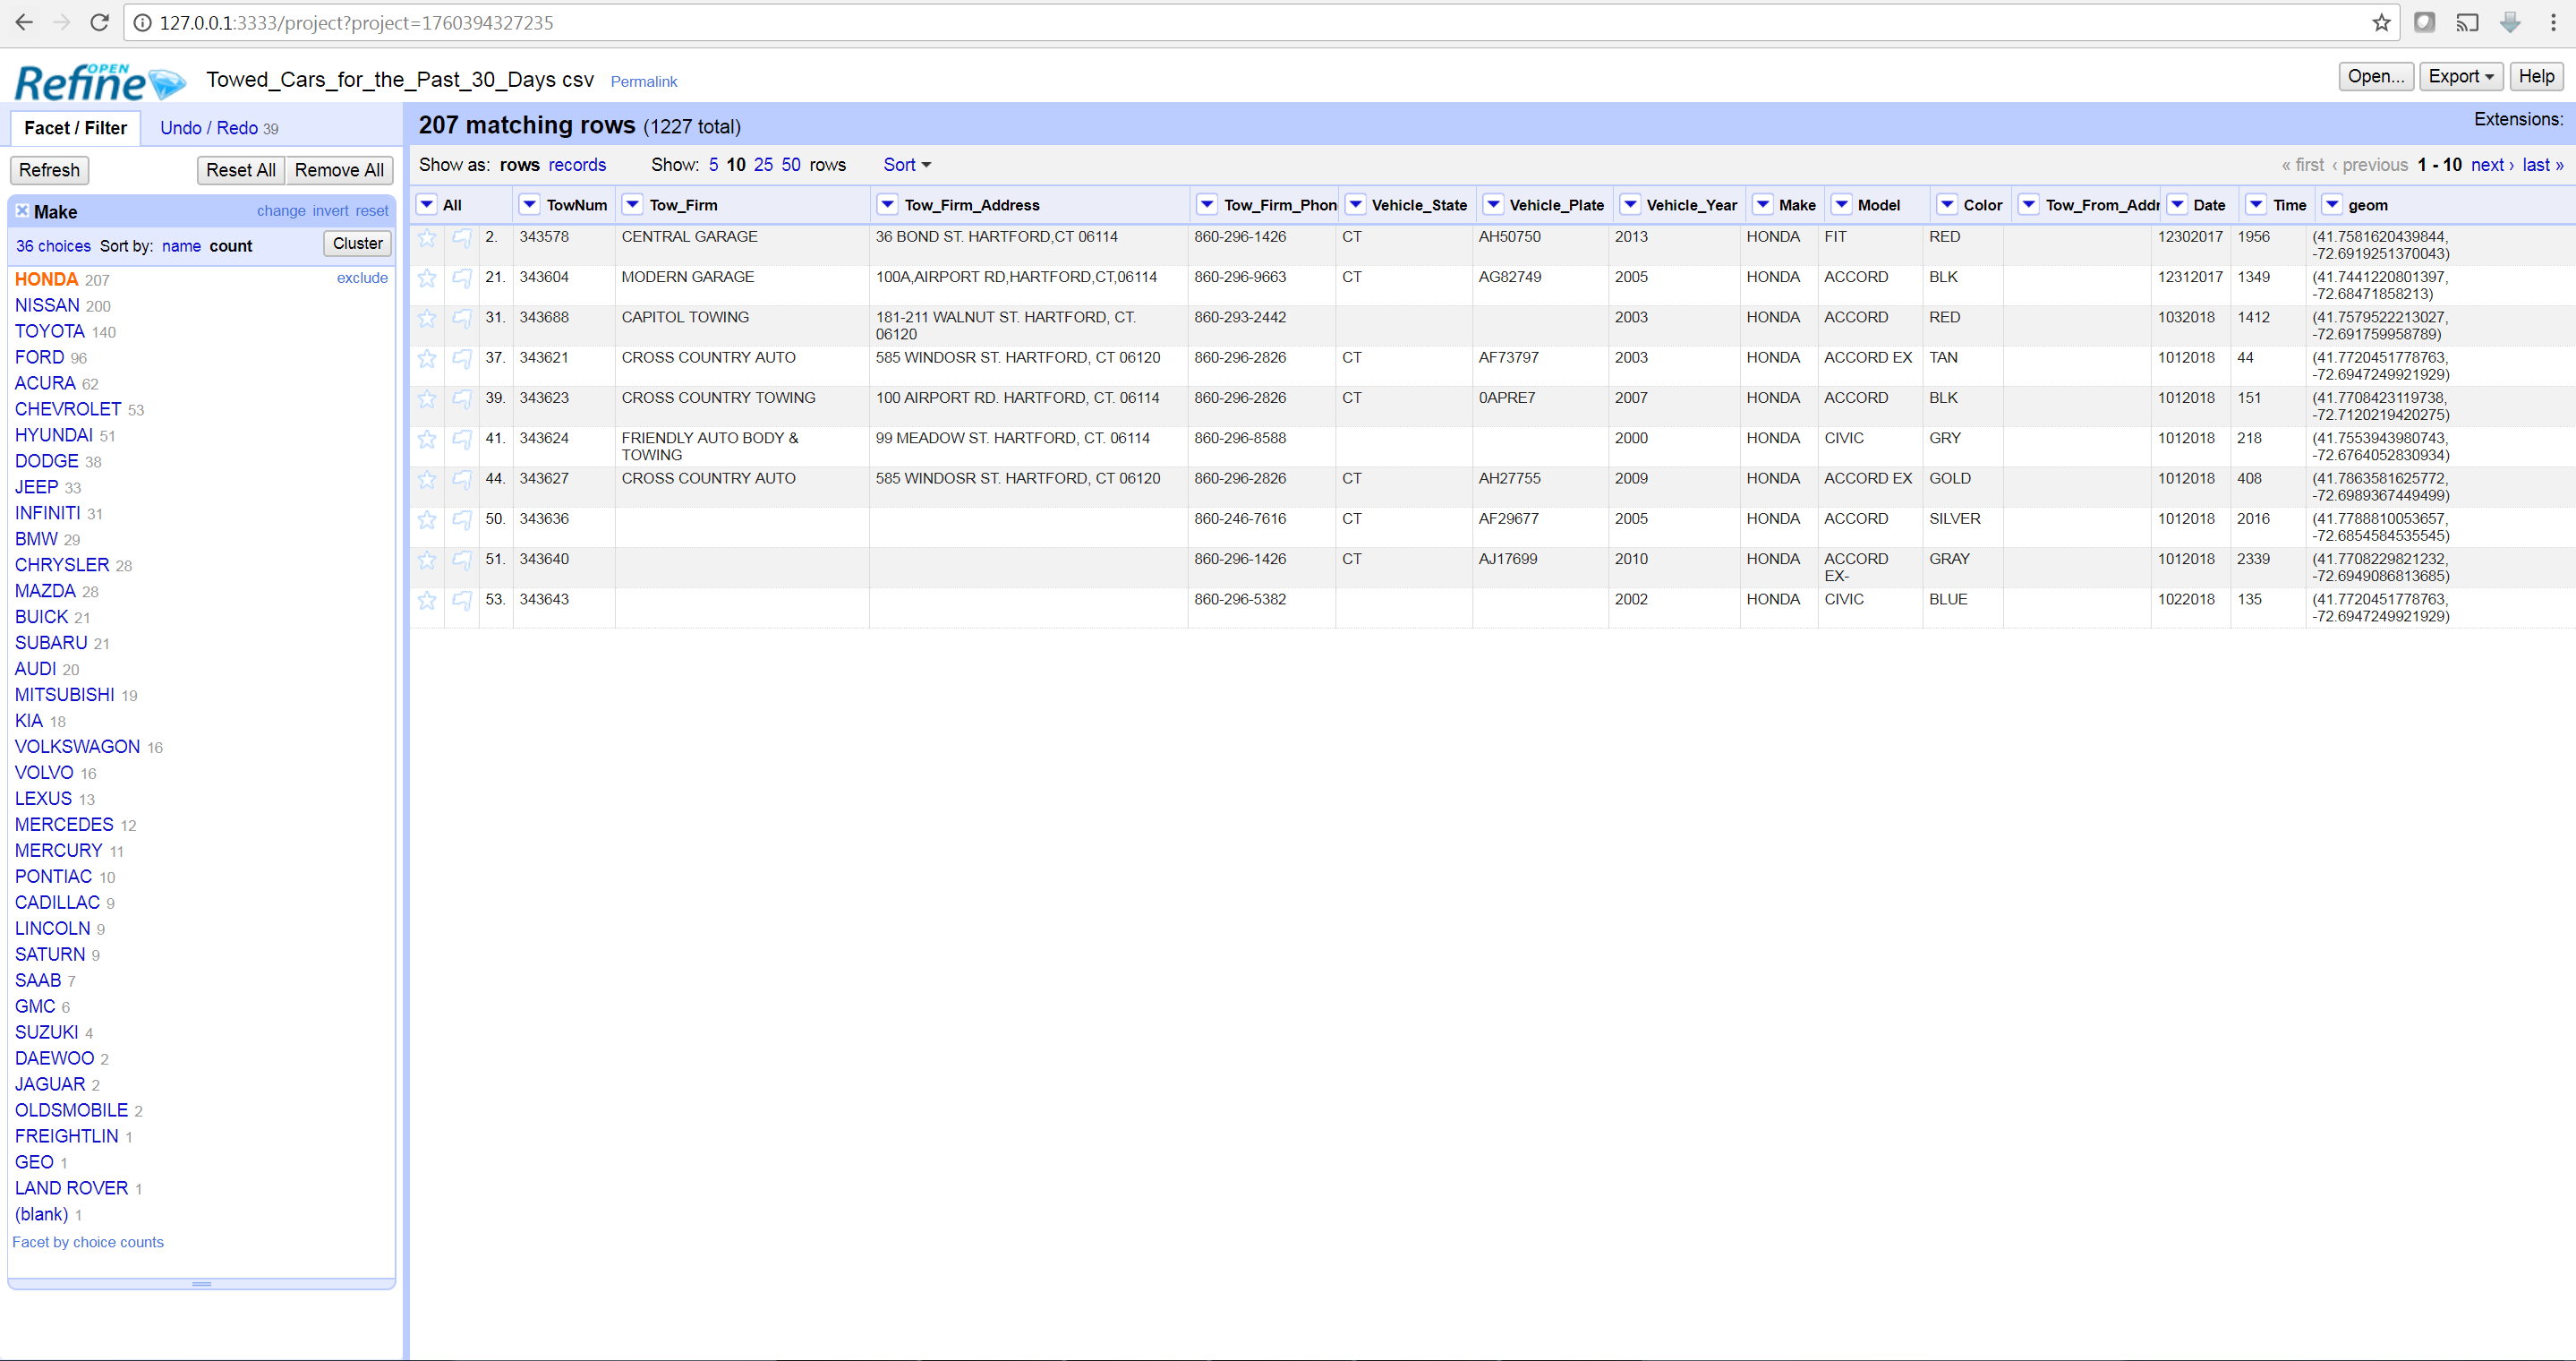 127.0.0.1:3333/project?project=1760394327235
OPEN
Refine
Towed_Cars_for_the_Past_30_Days csv Permalink
Open... Export Help
Facet / Filter Undo / Redo 39
207 matching rows (1227 total)
Extensions:
Refresh Reset All Remove All
Show as: rows records Show: 5 10 25 50 rows Sort
« first ‹ previous 1 - 10 next › last »
Make change invert reset
36 choices Sort by: name count Cluster
HONDA 207 exclude
NISSAN 200
TOYOTA 140
FORD 96
ACURA 62
CHEVROLET 53
HYUNDAI 51
DODGE 38
JEEP 33
INFINITI 31
BMW 29
CHRYSLER 28
MAZDA 28
BUICK 21
SUBARU 21
AUDI 20
MITSUBISHI 19
KIA 18
VOLKSWAGON 16
VOLVO 16
LEXUS 13
MERCEDES 12
MERCURY 11
PONTIAC 10
CADILLAC 9
LINCOLN 9
SATURN 9
SAAB 7
GMC 6
SUZUKI 4
DAEWOO 2
JAGUAR 2
OLDSMOBILE 2
FREIGHTLIN 1
GEO 1
LAND ROVER 1
(blank) 1
Facet by choice counts
All TowNum Tow_Firm Tow_Firm_Address Tow_Firm_Phon Vehicle_State Vehicle_Plate Vehicle_Year Make Model Color Tow_From_Addr Date Time geom
2. 343578 CENTRAL GARAGE 36 BOND ST. HARTFORD,CT 06114 860-296-1426 CT AH50750 2013 HONDA FIT RED 12302017 1956 (41.7581620439844,
-72.6919251370043)
21. 343604 MODERN GARAGE 100A,AIRPORT RD,HARTFORD,CT,06114 860-296-9663 CT AG82749 2005 HONDA ACCORD BLK 12312017 1349 (41.7441220801397,
-72.68471858213)
31. 343688 CAPITOL TOWING 181-211 WALNUT ST. HARTFORD, CT. 860-293-2442 2003 HONDA ACCORD RED 1032018 1412 (41.7579522213027,
06120 -72.691759958789)
37. 343621 CROSS COUNTRY AUTO 585 WINDOSR ST. HARTFORD, CT 06120 860-296-2826 CT AF73797 2003 HONDA ACCORD EX TAN 1012018 44 (41.7720451778763,
-72.6947249921929)
39. 343623 CROSS COUNTRY TOWING 100 AIRPORT RD. HARTFORD, CT. 06114 860-296-2826 CT 0APRE7 2007 HONDA ACCORD BLK 1012018 151 (41.7708423119738,
-72.7120219420275)
41. 343624 FRIENDLY AUTO BODY & 99 MEADOW ST. HARTFORD, CT. 06114 860-296-8588 2000 HONDA CIVIC GRY 1012018 218 (41.7553943980743,
TOWING -72.6764052830934)
44. 343627 CROSS COUNTRY AUTO 585 WINDOSR ST. HARTFORD, CT 06120 860-296-2826 CT AH27755 2009 HONDA ACCORD EX GOLD 1012018 408 (41.7863581625772,
-72.6989367449499)
50. 343636 860-246-7616 CT AF29677 2005 HONDA ACCORD SILVER 1012018 2016 (41.7788810053657,
-72.6854584535545)
51. 343640 860-296-1426 CT AJ17699 2010 HONDA ACCORD GRAY 1012018 2339 (41.7708229821232,
EX- -72.6949086813685)
53. 343643 860-296-5382 2002 HONDA CIVIC BLUE 1022018 135 (41.7720451778763,
-72.6947249921929)